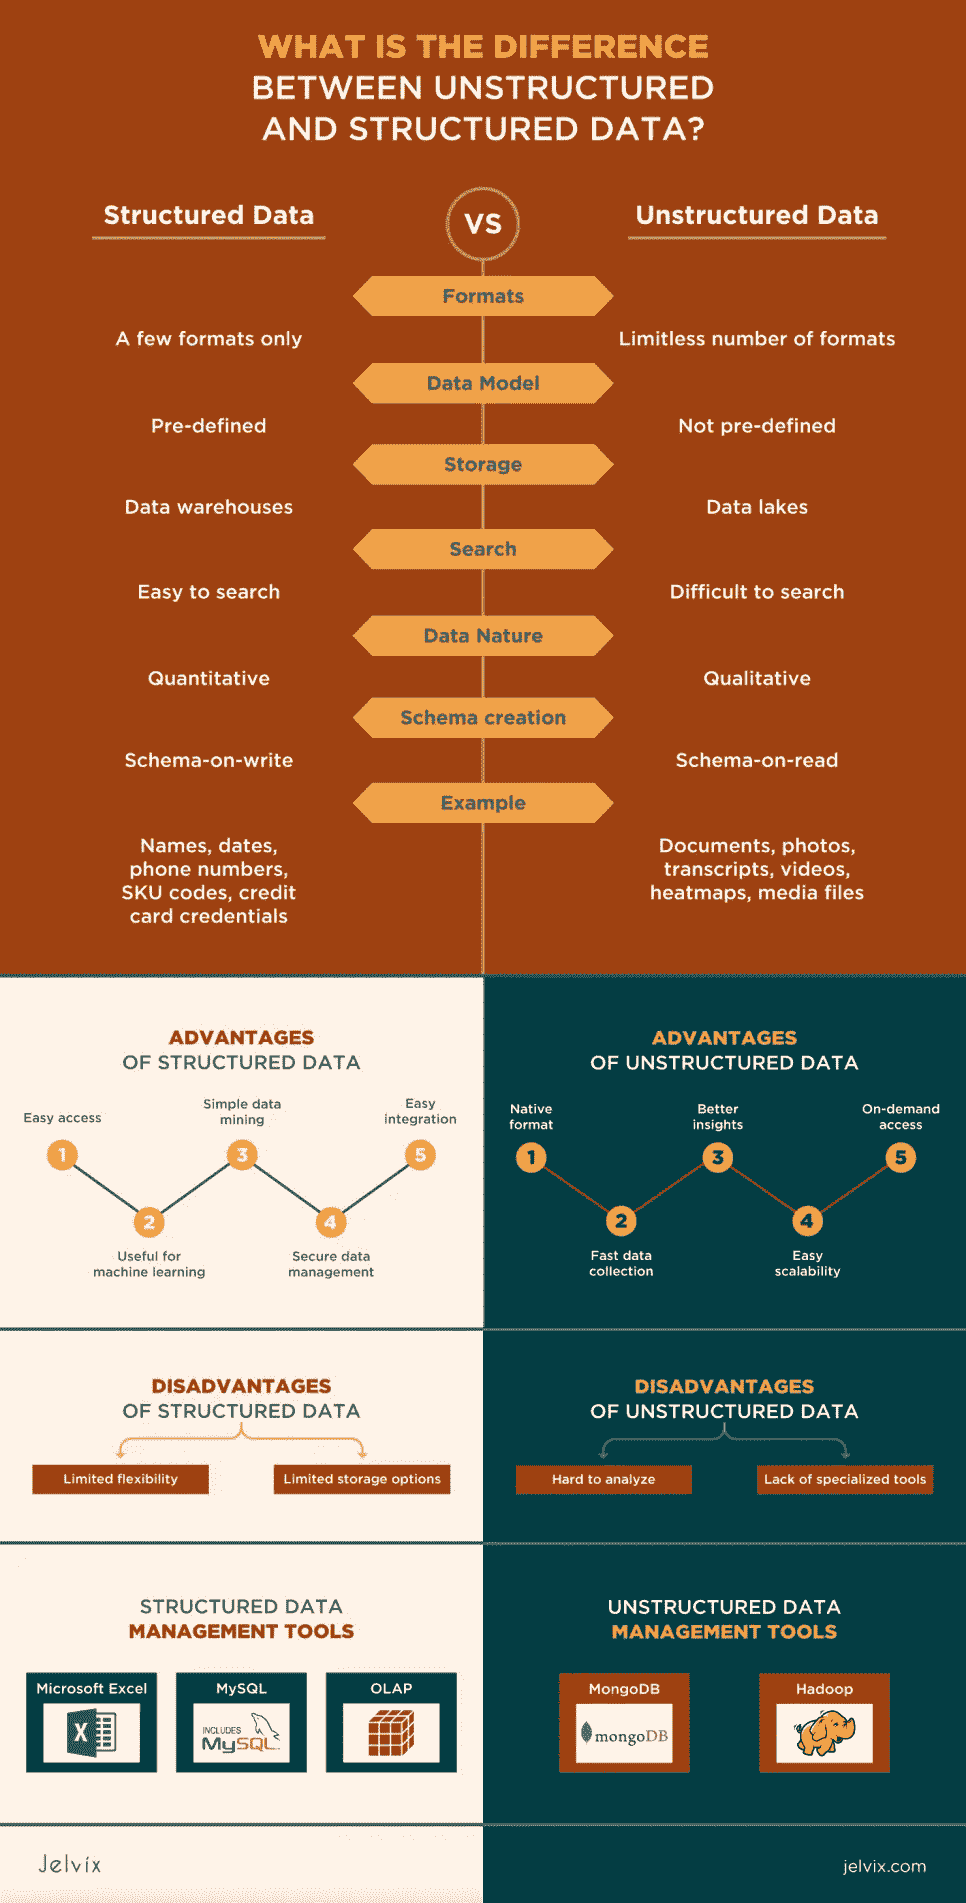 WHAT IS THE DIFFERENCE
BETWEEN UNSTRUCTURED
AND STRUCTURED DATA?
Structured Data
VS
Unstructured Data
Formats
A few formats only
Limitless number of formats
Data Model
Pre-defined
Not pre-defined
Storage
Data warehouses
Data lakes
Search
Easy to search
Difficult to search
Data Nature
Quantitative
Qualitative
Schema creation
Schema-on-write
Schema-on-read
Example
Names, dates,
phone numbers,
SKU codes, credit
card credentials
Documents, photos,
transcripts, videos,
heatmaps, media files
ADVANTAGES
OF STRUCTURED DATA
Easy access
1
Useful for
machine learning
2
Simple data
mining
3
Secure data
management
4
Easy
integration
5
ADVANTAGES
OF UNSTRUCTURED DATA
Native
format
1
Fast data
collection
2
Better
insights
3
Easy
scalability
4
On-demand
access
5
DISADVANTAGES
OF STRUCTURED DATA
Limited flexibility
Limited storage options
DISADVANTAGES
OF UNSTRUCTURED DATA
Hard to analyze
Lack of specialized tools
STRUCTURED DATA
MANAGEMENT TOOLS
Microsoft Excel
X
MySQL
INCLUDES
MySQL
OLAP
UNSTRUCTURED DATA
MANAGEMENT TOOLS
MongoDB
mongoDB
Hadoop
Jelvix
jelvix.com